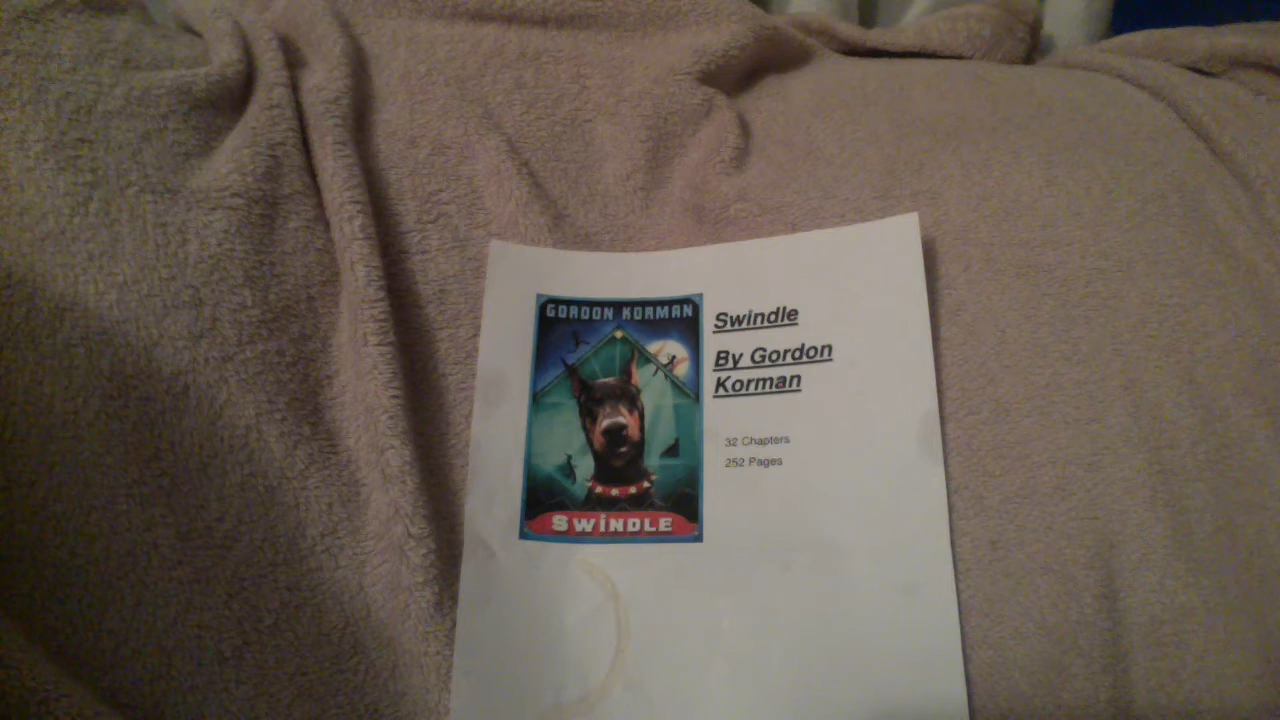 GORDON KORMAN
SWiNDLE
Swindle
By Gordon
Korman
32 Chapters
252 Pages